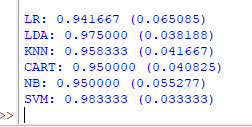 LR: 0.941667 (0.065085)
LDA: 0.975000 (0.038188)
KNN: 0.958333 (0.041667)
CART: 0.950000 (0.040825)
NB: 0.950000 (0.055277)
SVM: 0.983333 (0.033333)
>>